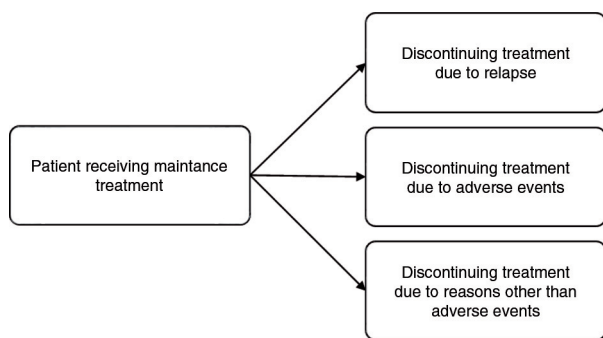 Discontinuing treatment
due to relapse
Patient receiving maintance
treatment
Discontinuing treatment
due to adverse events
Discontinuing treatment
due to reasons other than
adverse events